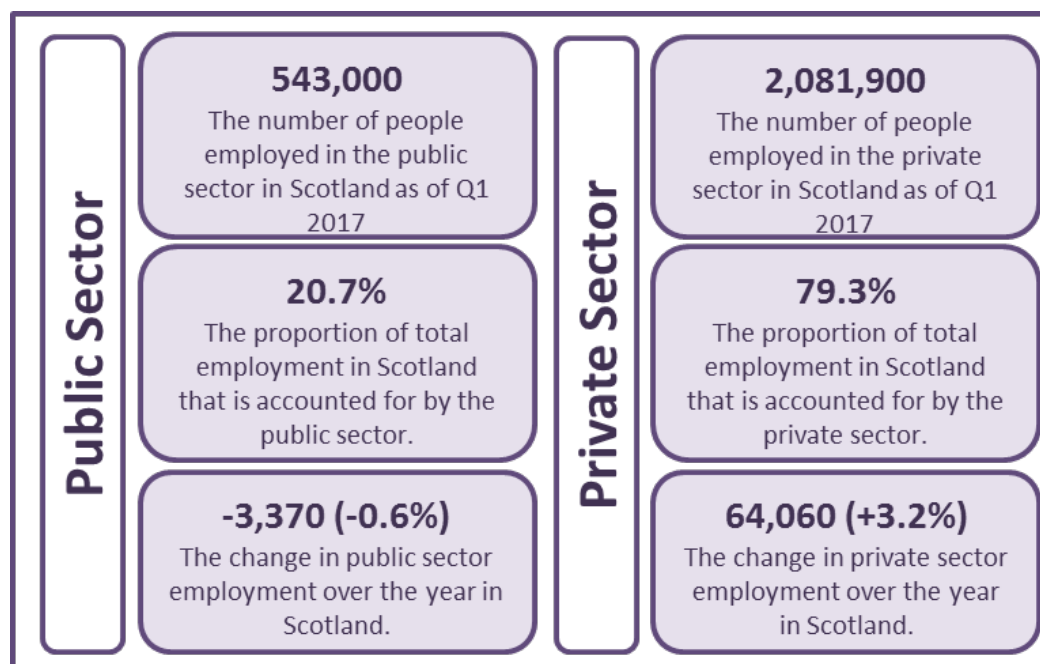 Public Sector
543,000
The number of people
employed in the public
sector in Scotland as of Q1
2017
20.7%
The proportion of total
employment in Scotland
that is accounted for by the
public sector.
-3,370 (-0.6%)
The change in public sector
employment over the year in
Scotland.
Private Sector
2,081,900
The number of people
employed in the private
sector in Scotland as of Q1
2017
79.3%
The proportion of total
employment in Scotland
that is accounted for by the
private sector.
64,060 (+3.2%)
The change in private sector
employment over the year
in Scotland.